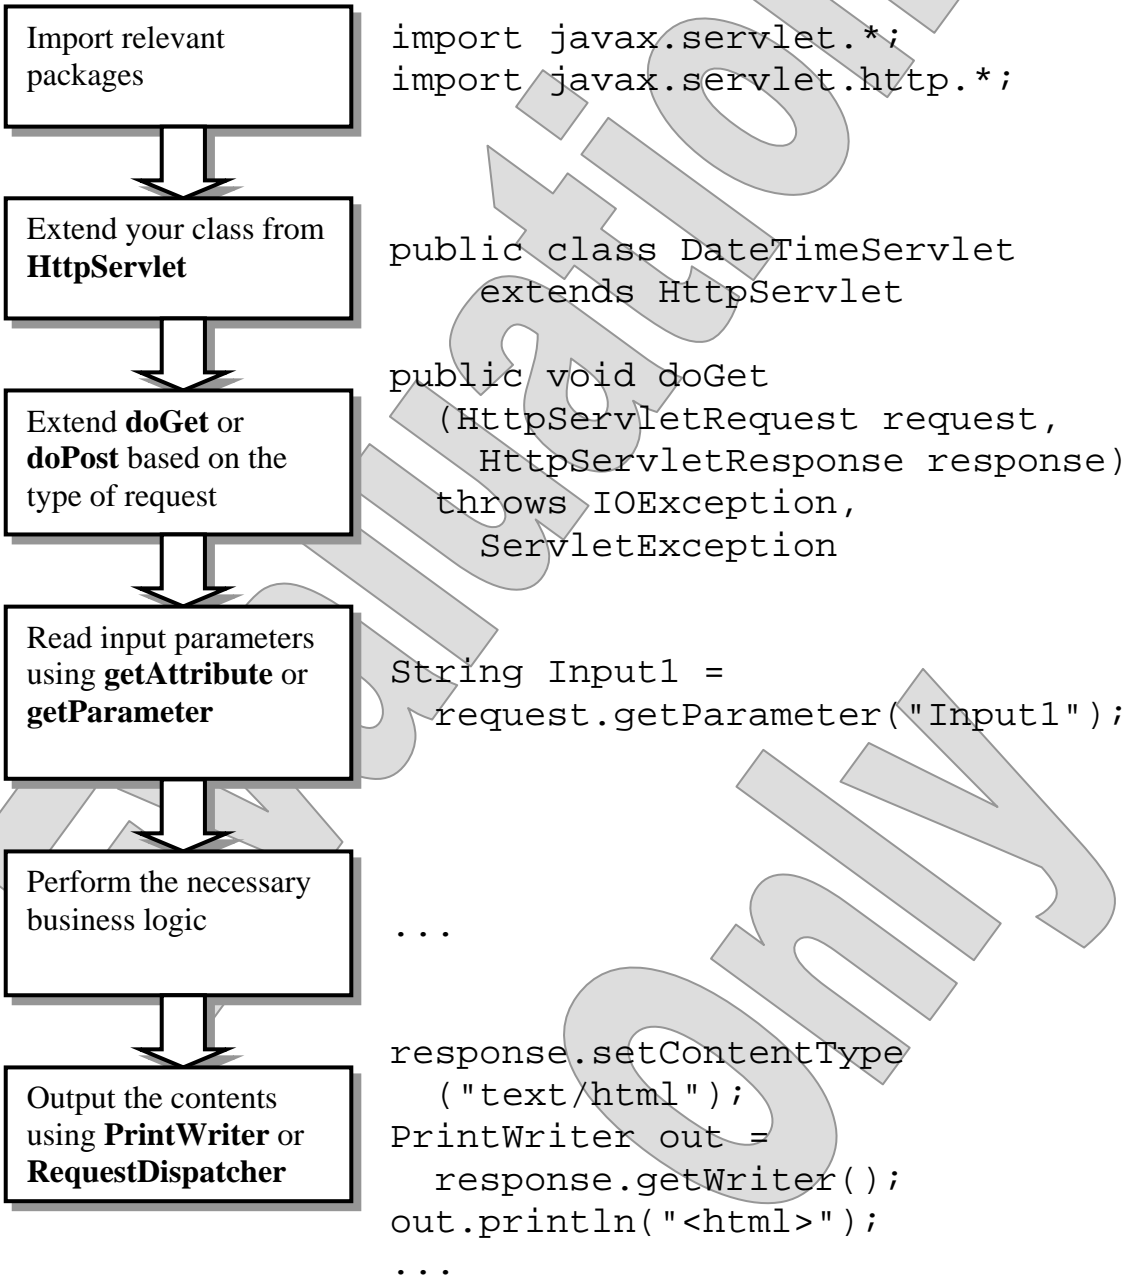 Import relevant
packages
import javax.servlet.*;
import javax.servlet.http.*;
Extend your class from
HttpServlet
public class DateTimeServlet
extends HttpServlet
Extend doGet or
doPost based on the
type of request
public void doGet
(HttpServletRequest request,
HttpServletResponse response)
throws IOException,
ServletException
Read input parameters
using getAttribute or
getParameter
String Input1 =
request.getParameter("Input1");
Perform the necessary
business logic
...
Output the contents
using PrintWriter or
RequestDispatcher
response.setContentType
("text/html");
PrintWriter out =
response.getWriter();
out.println("<html>");
...
Evaluation
Only